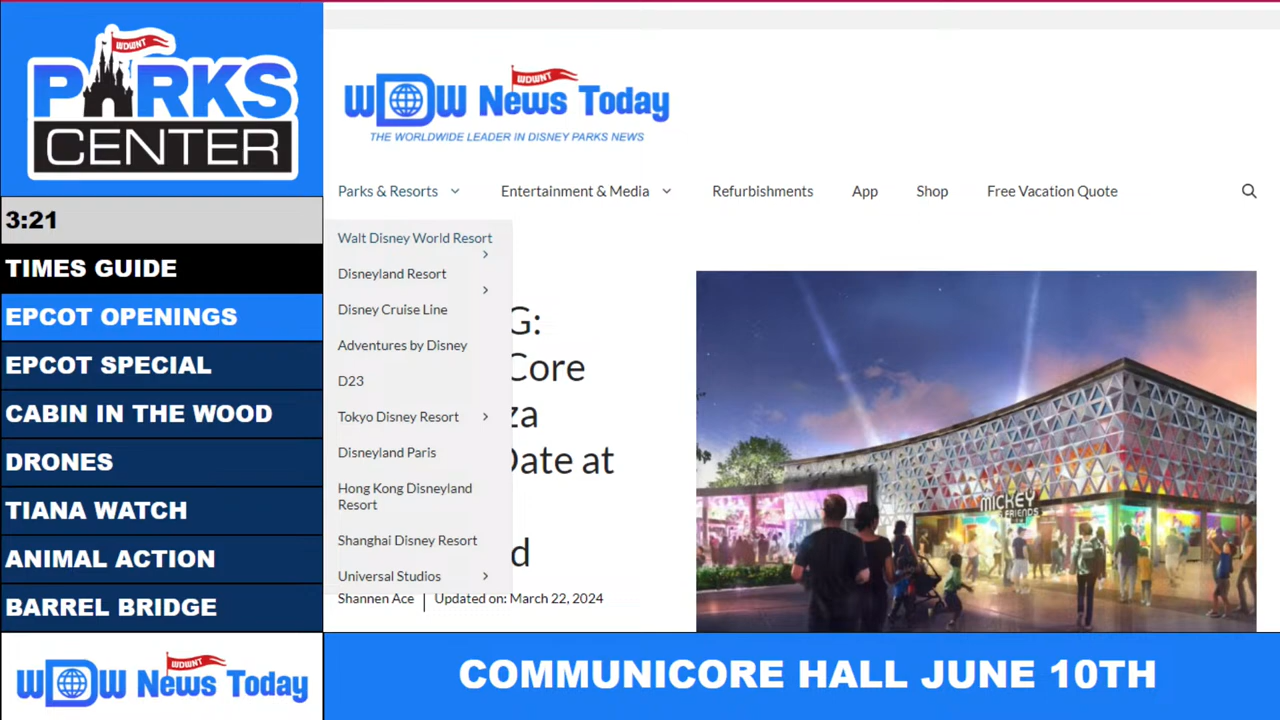 WDWNT
PARKS
CENTER
3:21
TIMES GUIDE
EPCOT OPENINGS
EPCOT SPECIAL
CABIN IN THE WOOD
DRONES
TIANA WATCH
ANIMAL ACTION
BARREL BRIDGE
WDWNT
WDW News Today
WDWNT
WDW News Today
THE WORLDWIDE LEADER IN DISNEY PARKS NEWS
Parks & Resorts
Entertainment & Media
Refurbishments
App
Shop
Free Vacation Quote
Walt Disney World Resort
Disneyland Resort
Disney Cruise Line
Adventures by Disney
D23
Tokyo Disney Resort
Disneyland Paris
Hong Kong Disneyland
Resort
Shanghai Disney Resort
Universal Studios
G:
Core
za
Date at
d
Shannen Ace | Updated on: March 22, 2024
MICKEY
& FRIENDS
COMMUNICORE HALL JUNE 10TH